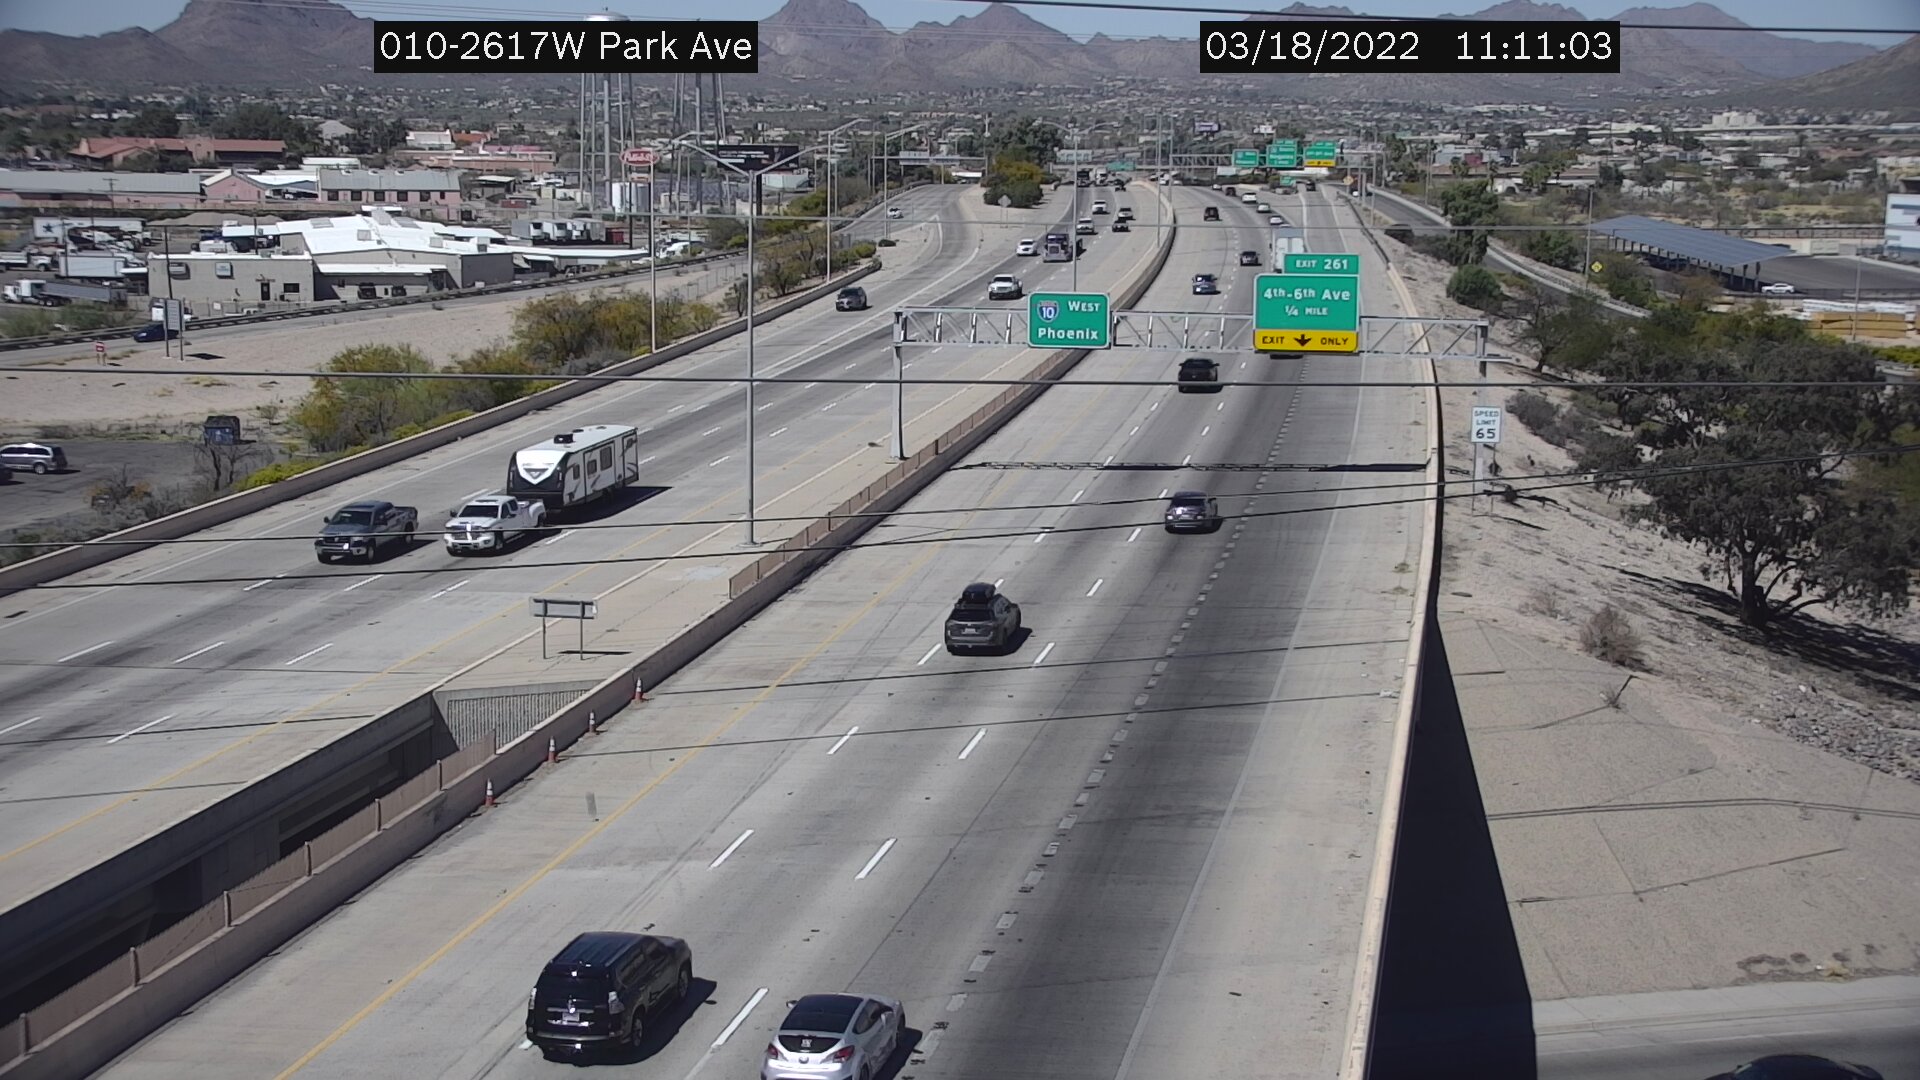 010-2617W Park Ave
03/18/2022 11:11:03
EXIT 261
4th-6th Ave
1/4 MILE
EXIT ONLY
10 WEST
Phoenix
SPEED
LIMIT
65